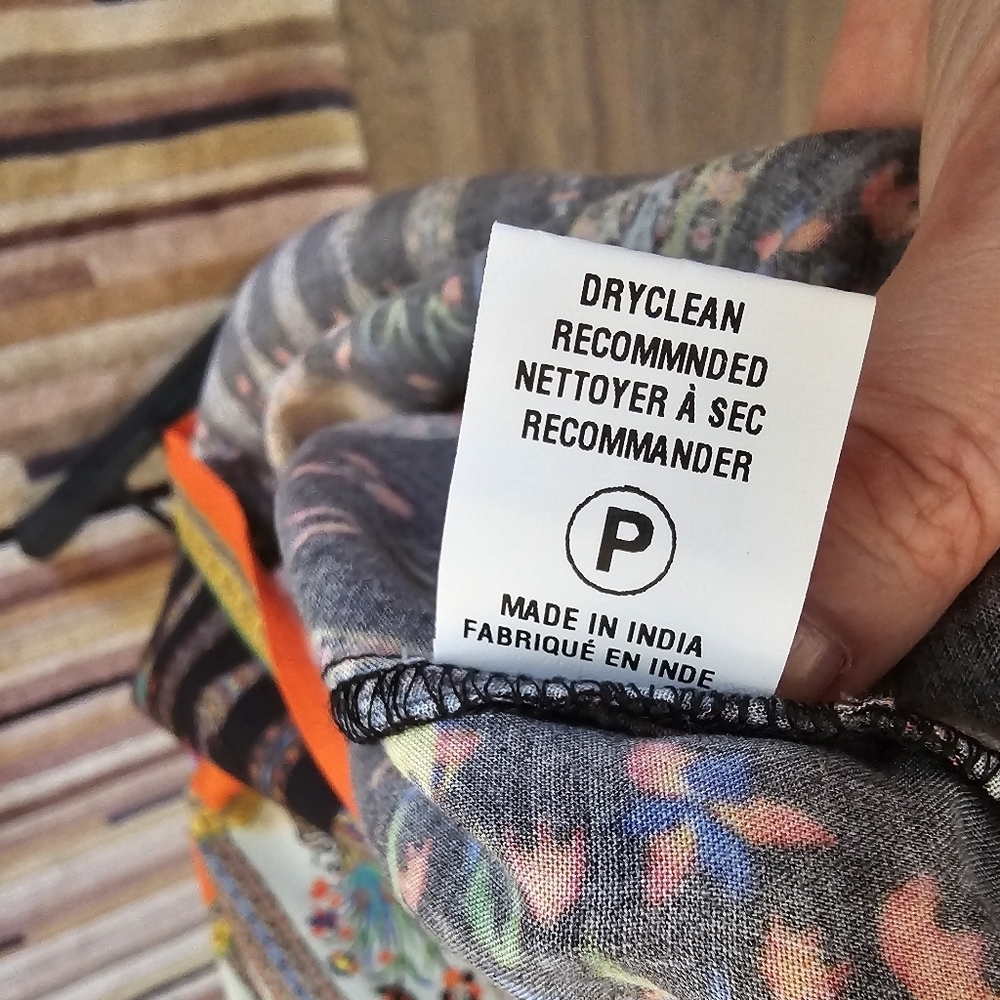 DRYCLEAN
RECOMMNDED
NETTOYER À SEC
RECOMMANDER
P
MADE IN INDIA
FABRIQUÉ EN INDE